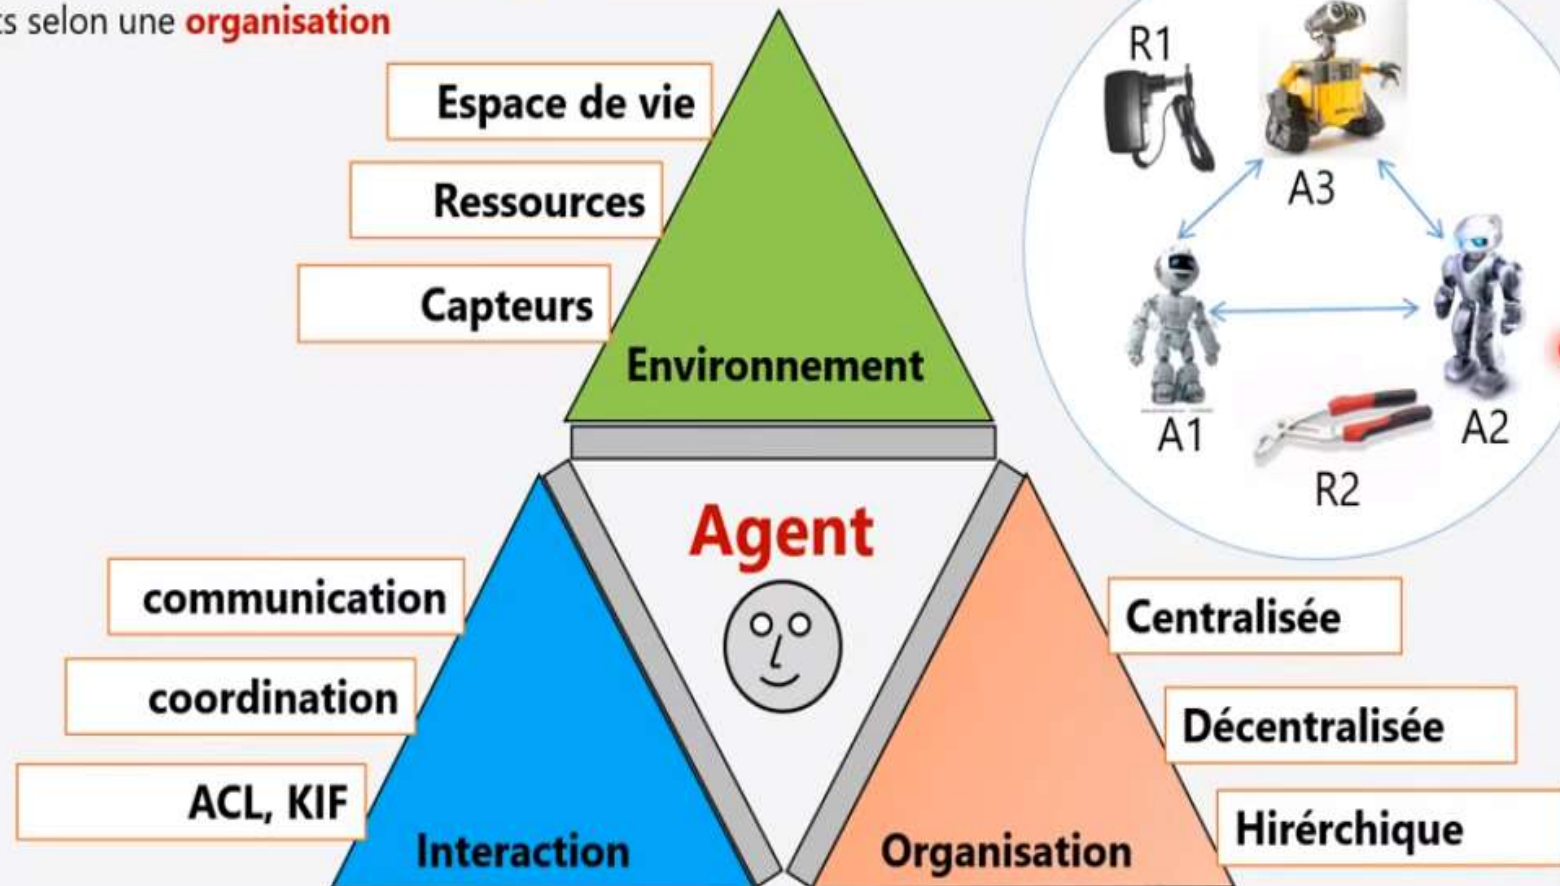 selon une organisation
Espace de vie
Ressources
Capteurs
Environnement
R1
A3
A1
A2
R2
Agent
communication
coordination
ACL, KIF
Interaction
Centralisée
Décentralisée
Hirérchique
Organisation